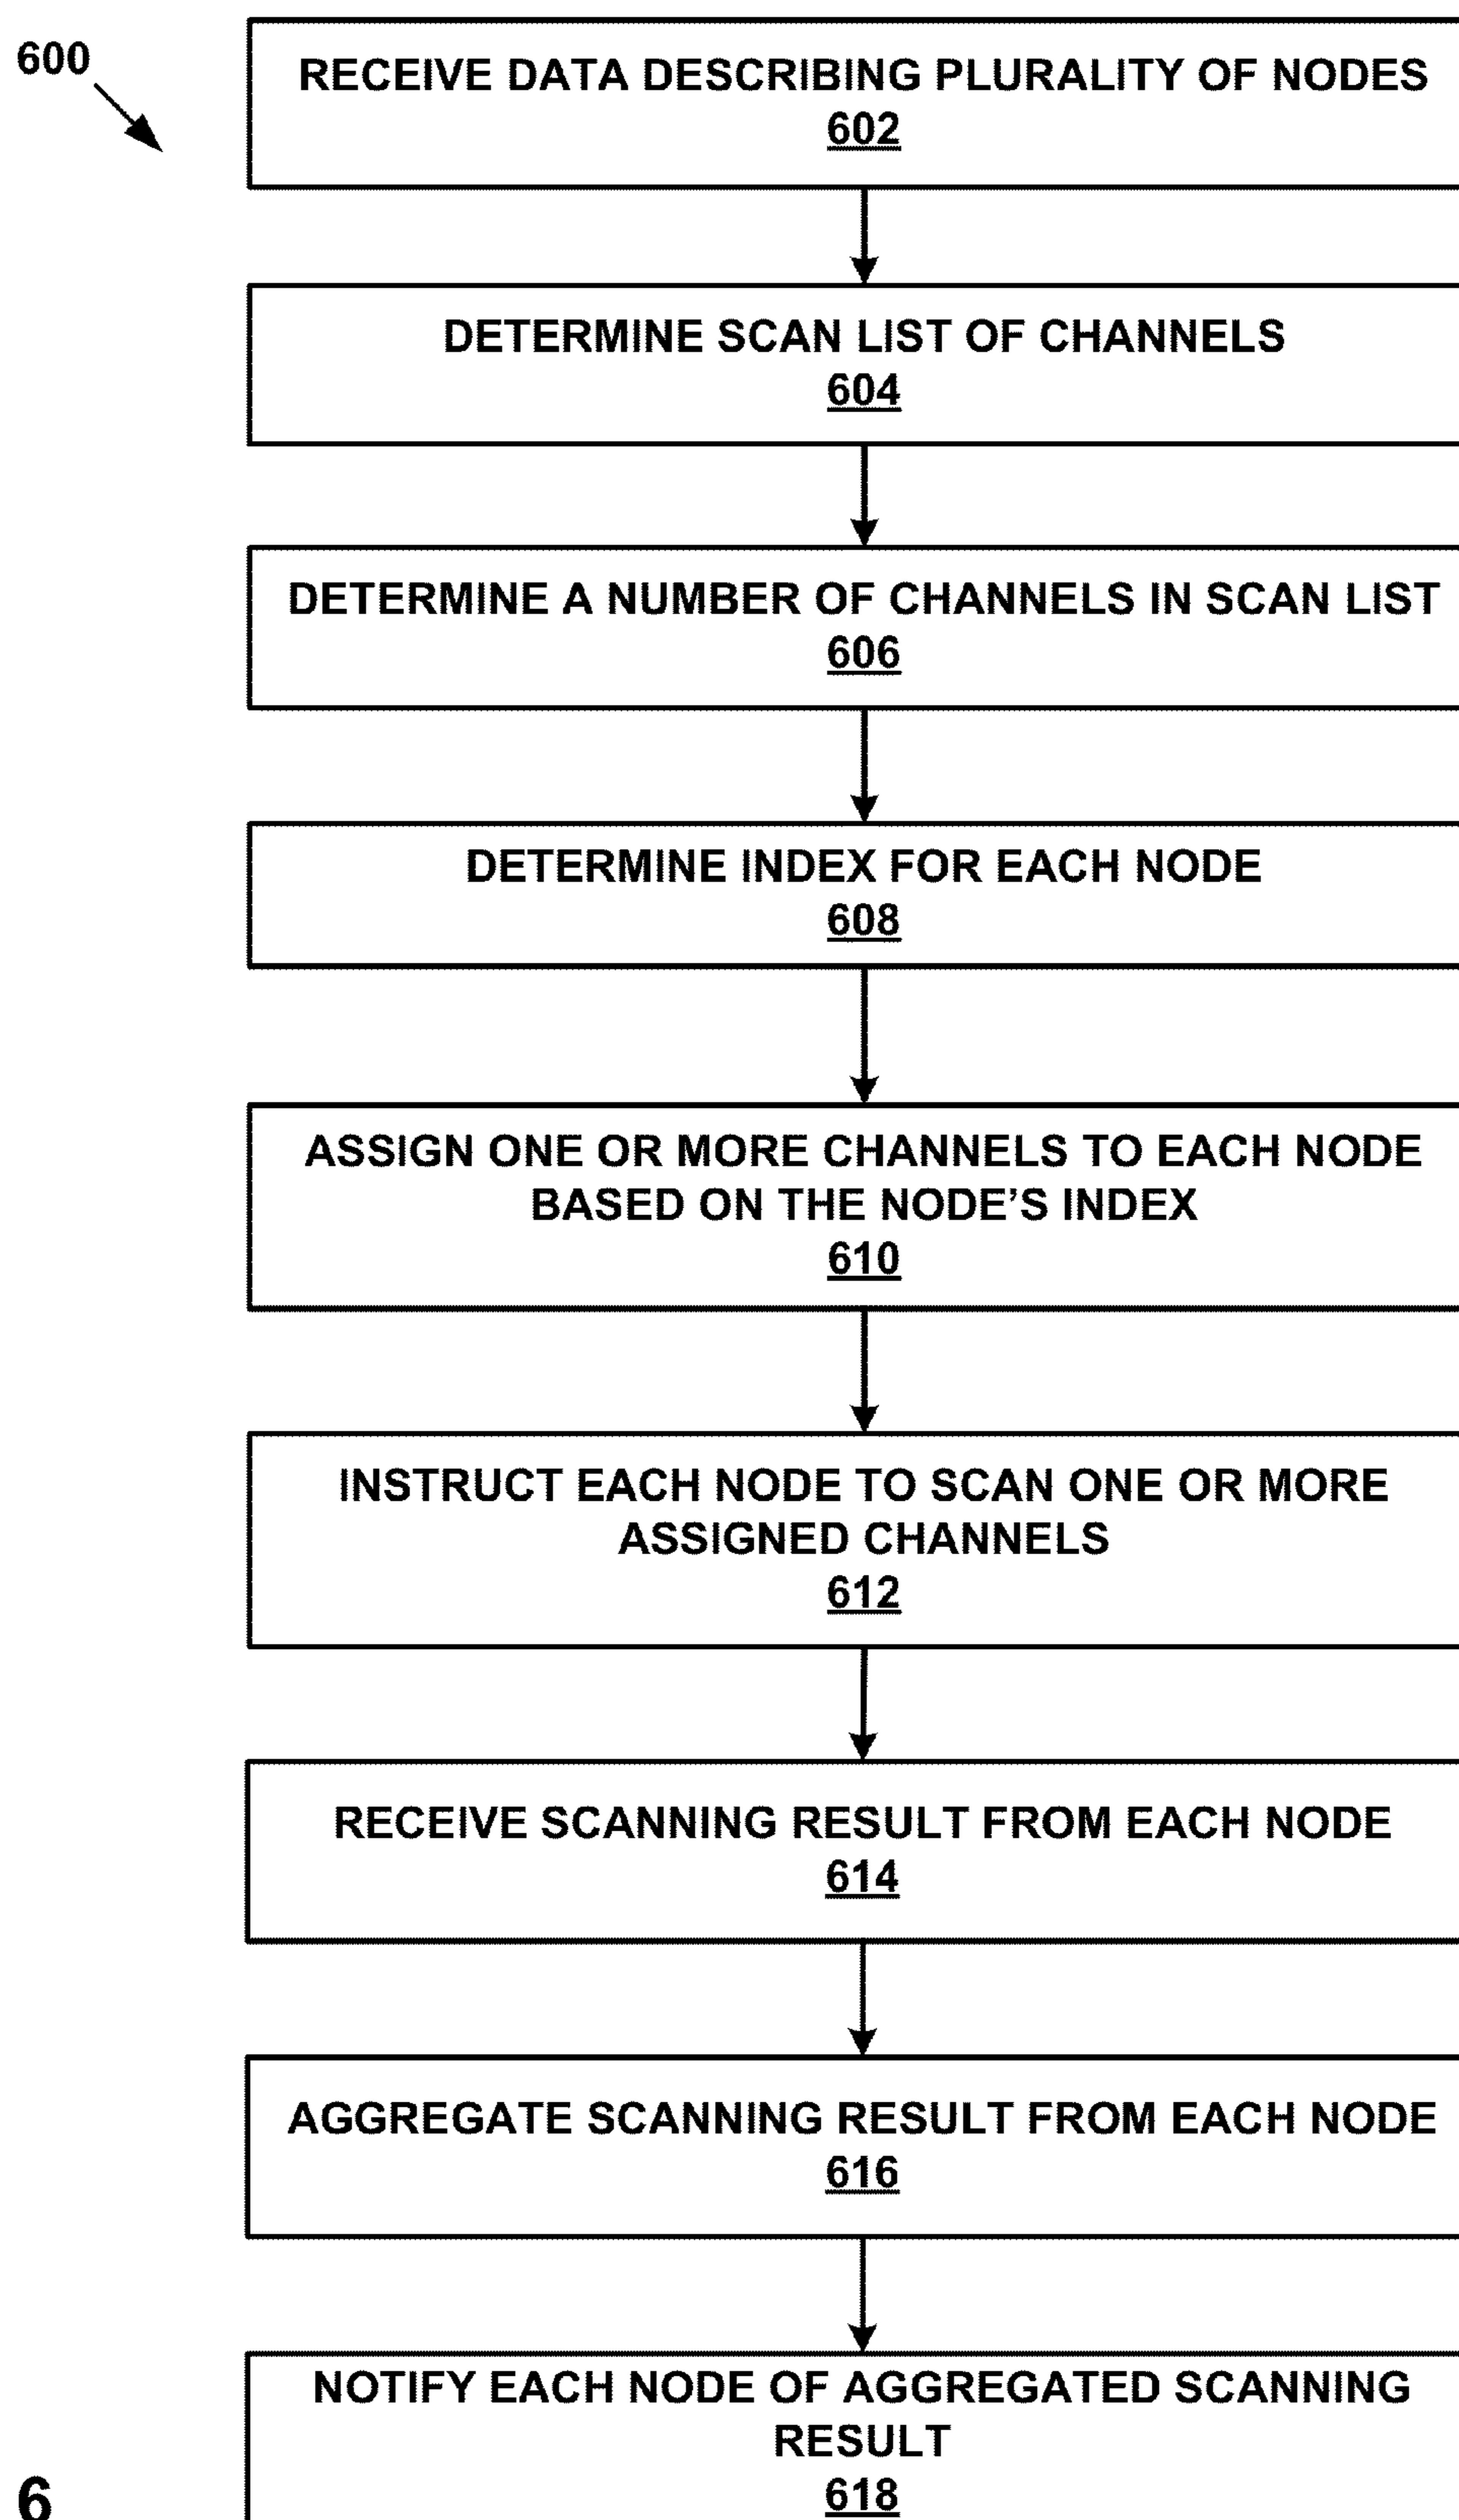 600
RECEIVE DATA DESCRIBING PLURALITY OF NODES
602
DETERMINE SCAN LIST OF CHANNELS
604
DETERMINE A NUMBER OF CHANNELS IN SCAN LIST
606
DETERMINE INDEX FOR EACH NODE
608
ASSIGN ONE OR MORE CHANNELS TO EACH NODE
BASED ON THE NODE'S INDEX
610
INSTRUCT EACH NODE TO SCAN ONE OR MORE
ASSIGNED CHANNELS
612
RECEIVE SCANNING RESULT FROM EACH NODE
614
AGGREGATE SCANNING RESULT FROM EACH NODE
616
NOTIFY EACH NODE OF AGGREGATED SCANNING
RESULT
618
6